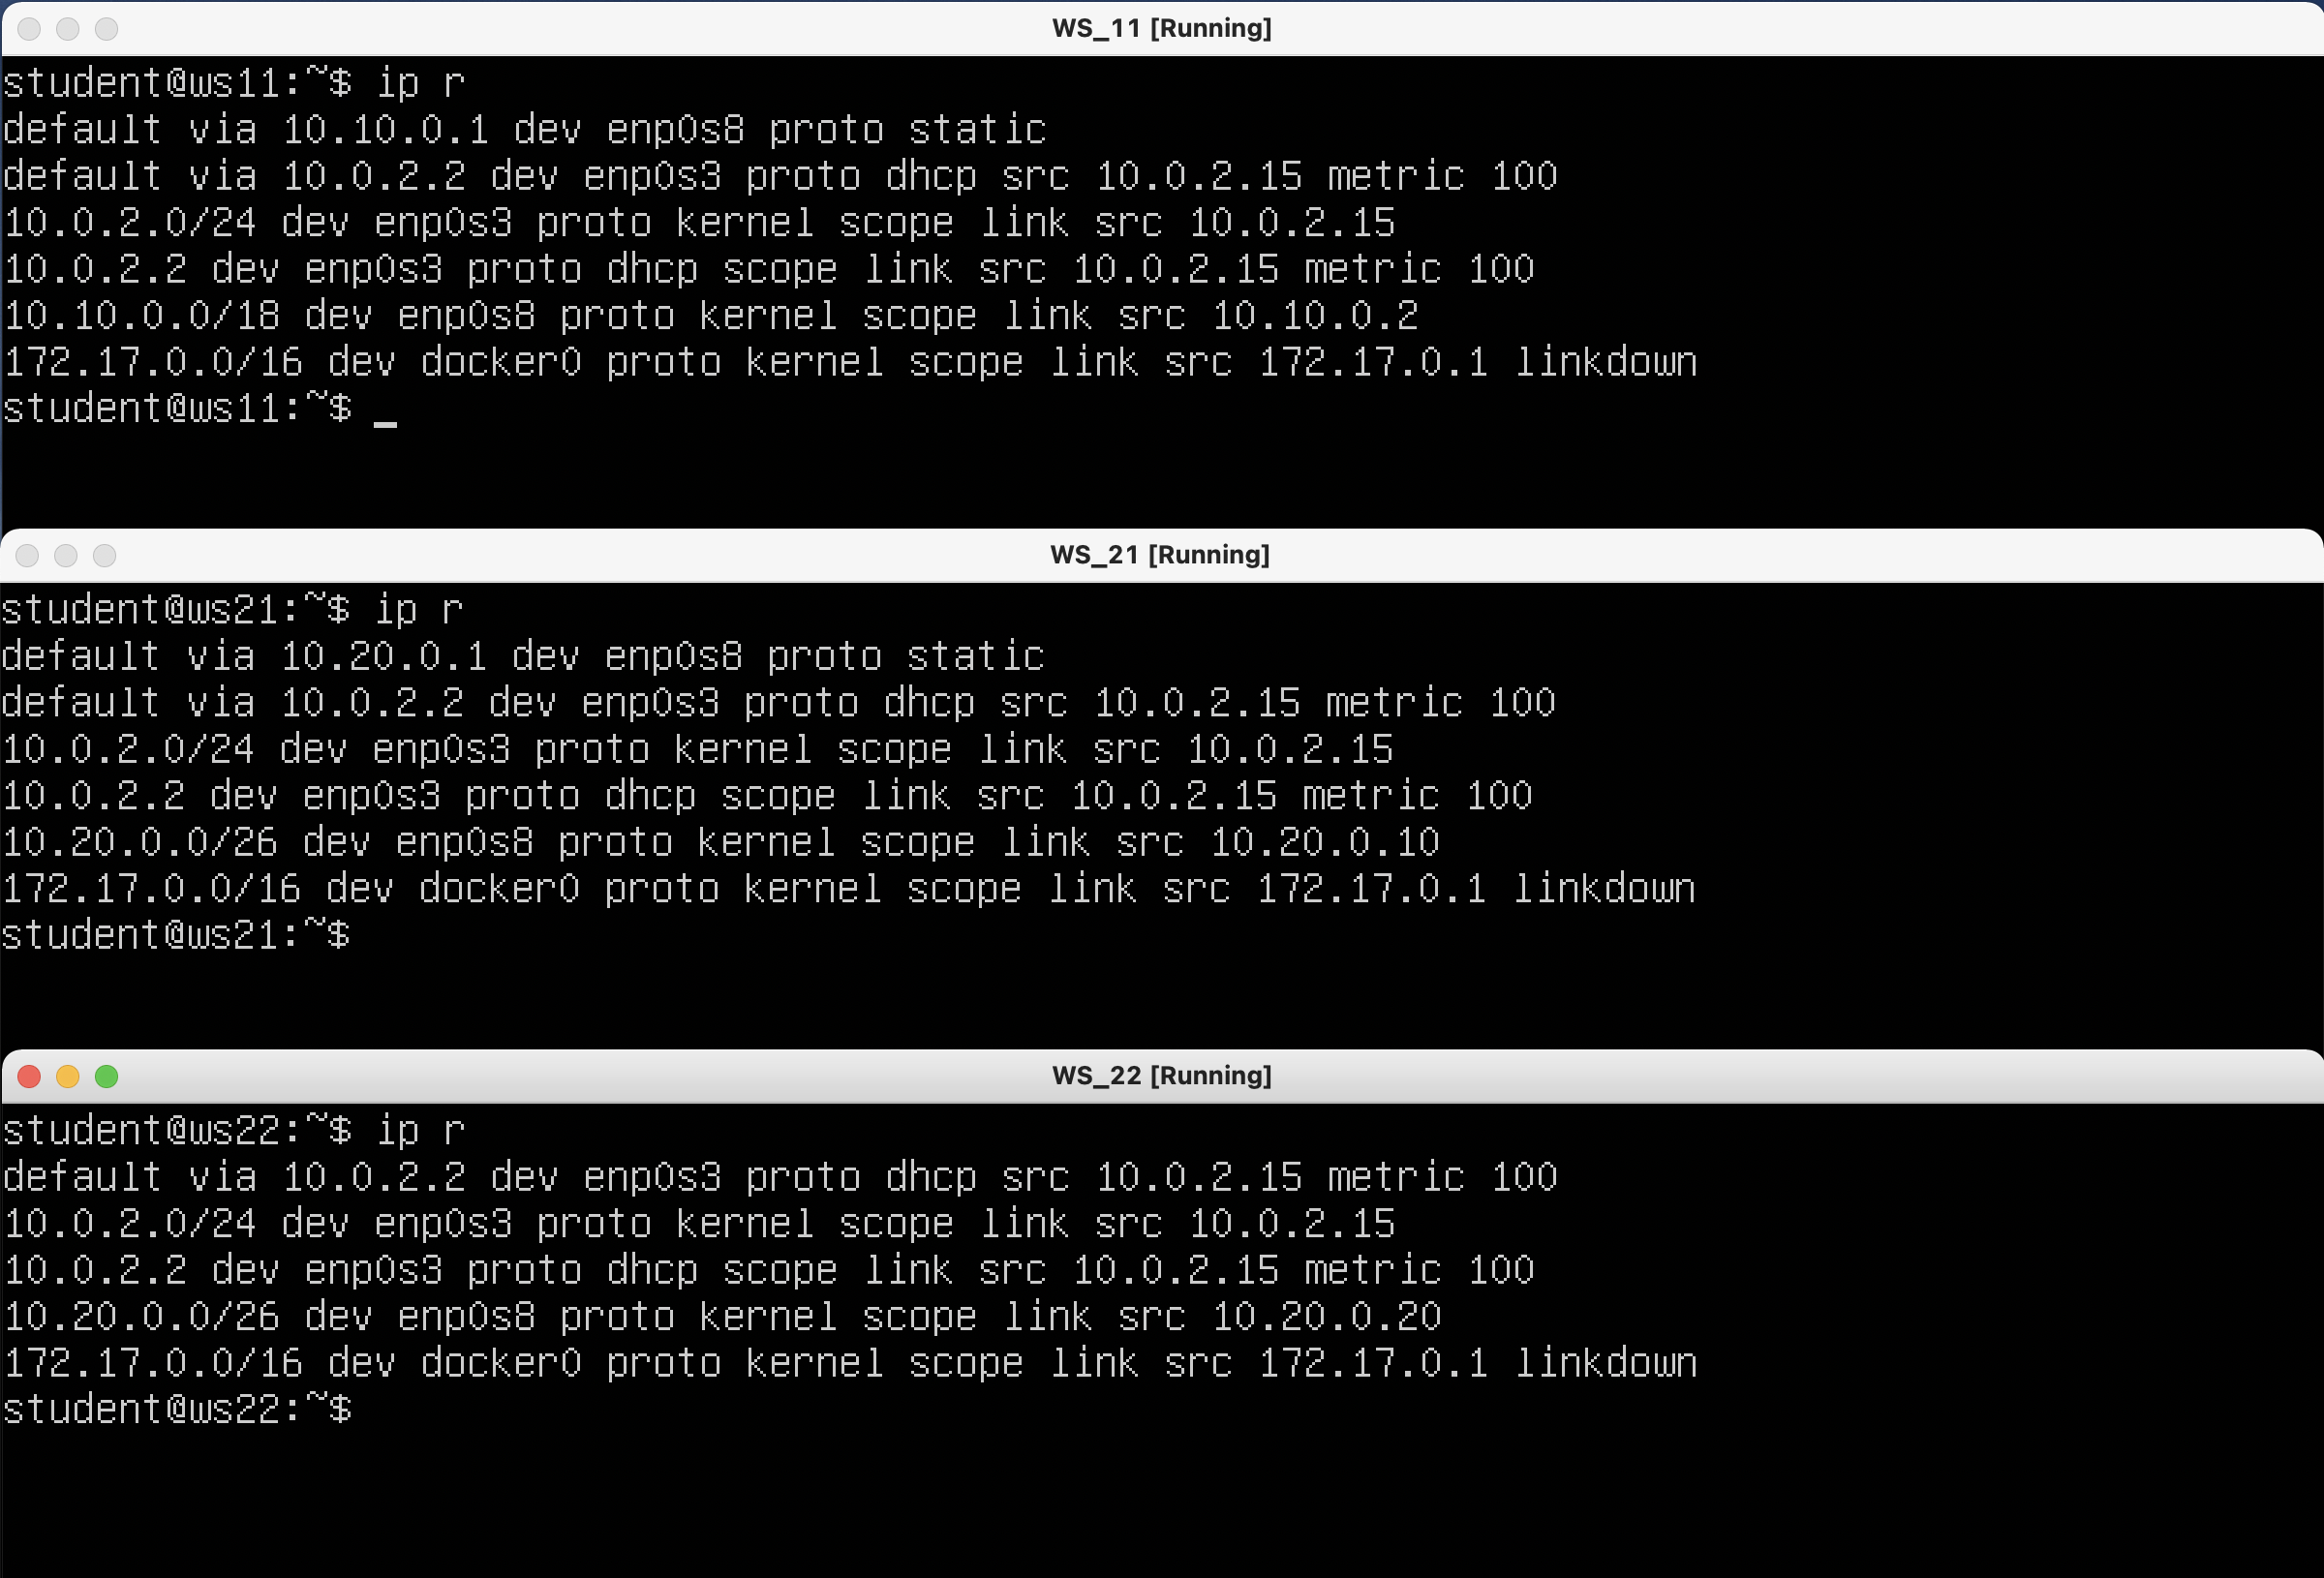 WS_11 [Running]
student@ws11:~$ ip r
default via 10.10.0.1 dev enp0s8 proto static
default via 10.0.2.2 dev enp0s3 proto dhcp src 10.0.2.15 metric 100
10.0.2.0/24 dev enp0s3 proto kernel scope link src 10.0.2.15
10.0.2.2 dev enp0s3 proto dhcp scope link src 10.0.2.15 metric 100
10.10.0.0/18 dev enp0s8 proto kernel scope link src 10.10.0.2
172.17.0.0/16 dev docker0 proto kernel scope link src 172.17.0.1 linkdown
student@ws11:~$ _
WS_21 [Running]
student@ws21:~$ ip r
default via 10.20.0.1 dev enp0s8 proto static
default via 10.0.2.2 dev enp0s3 proto dhcp src 10.0.2.15 metric 100
10.0.2.0/24 dev enp0s3 proto kernel scope link src 10.0.2.15
10.0.2.2 dev enp0s3 proto dhcp scope link src 10.0.2.15 metric 100
10.20.0.0/26 dev enp0s8 proto kernel scope link src 10.20.0.10
172.17.0.0/16 dev docker0 proto kernel scope link src 172.17.0.1 linkdown
student@ws21:~$
WS_22 [Running]
student@ws22:~$ ip r
default via 10.0.2.2 dev enp0s3 proto dhcp src 10.0.2.15 metric 100
10.0.2.0/24 dev enp0s3 proto kernel scope link src 10.0.2.15
10.0.2.2 dev enp0s3 proto dhcp scope link src 10.0.2.15 metric 100
10.20.0.0/26 dev enp0s8 proto kernel scope link src 10.20.0.20
172.17.0.0/16 dev docker0 proto kernel scope link src 172.17.0.1 linkdown
student@ws22:~$